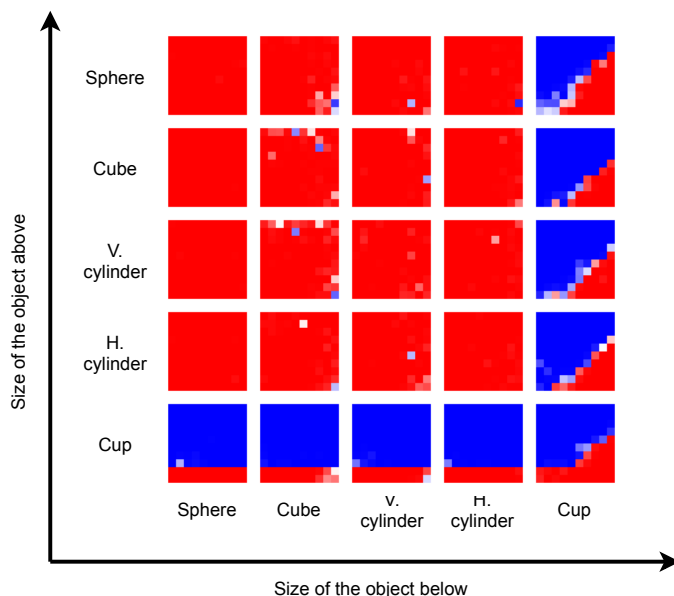 Sphere
Cube
V.
cylinder
H.
cylinder
Cup
Size of the object above
Sphere
Cube
V.
cylinder
H.
cylinder
Cup
Size of the object below